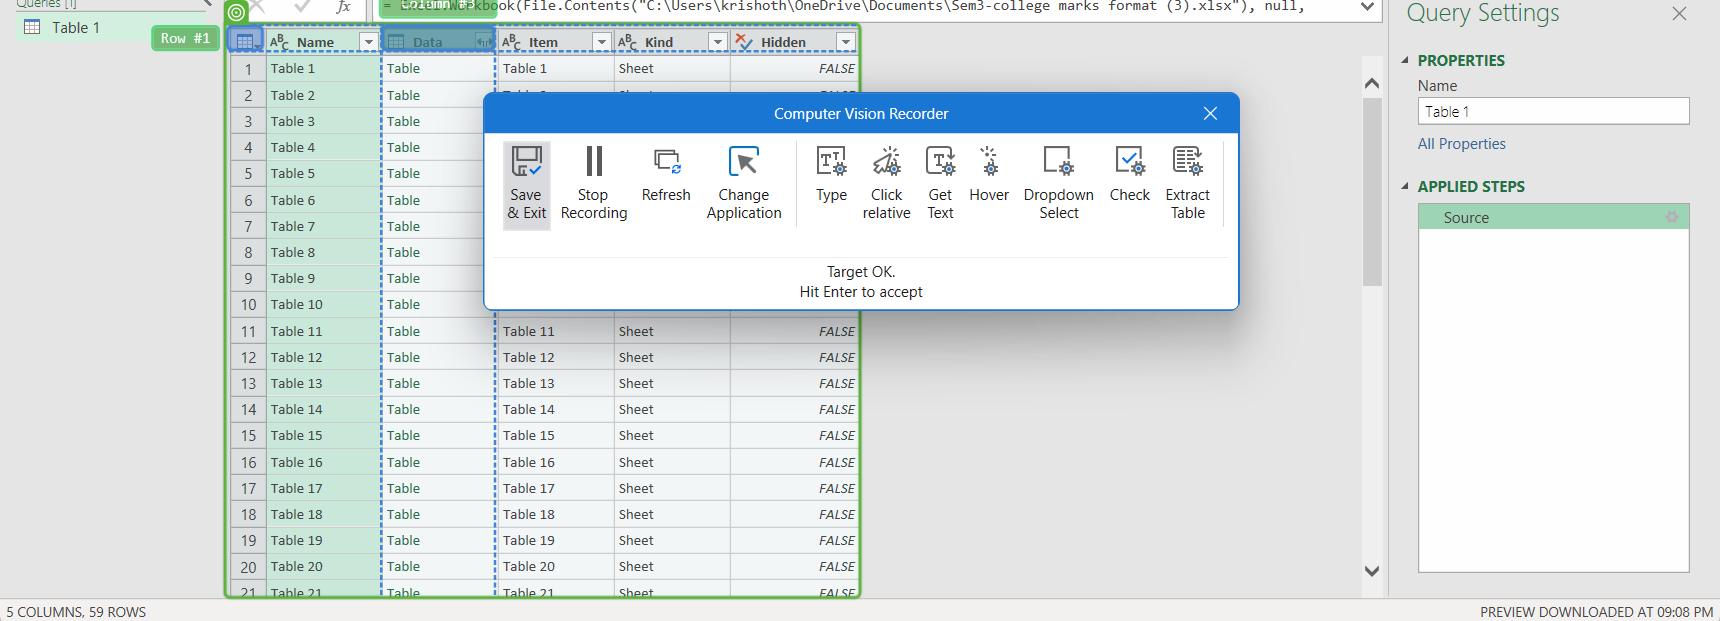 Queries [1]
Table 1
Row #1
Column #3
fx
= Excel.Workbook(File.Contents("C:\Users\krishoth\OneDrive\Documents\Sem3-college marks format (3).xlsx"), null,
ABC Name Data ABC Item ABC Kind Hidden
1 Table 1 Table Table 1 Sheet FALSE
2 Table 2 Table FALSE
3 Table 3 Table
4 Table 4 Table
5 Table 5 Table
6 Table 6 Table
7 Table 7 Table
8 Table 8 Table
9 Table 9 Table
10 Table 10 Table
11 Table 11 Table Table 11 Sheet FALSE
12 Table 12 Table Table 12 Sheet FALSE
13 Table 13 Table Table 13 Sheet FALSE
14 Table 14 Table Table 14 Sheet FALSE
15 Table 15 Table Table 15 Sheet FALSE
16 Table 16 Table Table 16 Sheet FALSE
17 Table 17 Table Table 17 Sheet FALSE
18 Table 18 Table Table 18 Sheet FALSE
19 Table 19 Table Table 19 Sheet FALSE
20 Table 20 Table Table 20 Sheet FALSE
21 Table 21 Table Table 21 Sheet FALSE
Computer Vision Recorder
Save & Exit
Stop Recording
Refresh
Change Application
Type
Click relative
Get Text
Hover
Dropdown Select
Check
Extract Table
Target OK.
Hit Enter to accept
Query Settings
PROPERTIES
Name
Table 1
All Properties
APPLIED STEPS
Source
5 COLUMNS, 59 ROWS
PREVIEW DOWNLOADED AT 09:08 PM